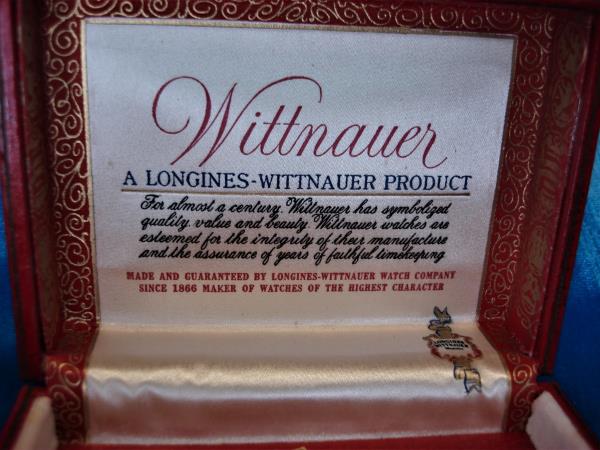 Wittnauer
A LONGINES-WITTNAUER PRODUCT
For almost a century, Wittnauer has symbolized
quality, value and beauty. Wittnauer watches are
esteemed for the integrity of their manufacture
and the assurance of years of faithful timekeeping
MADE AND GUARANTEED BY LONGINES-WITTNAUER WATCH COMPANY
SINCE 1866 MAKER OF WATCHES OF THE HIGHEST CHARACTER
LONGINES
WITTNAUER